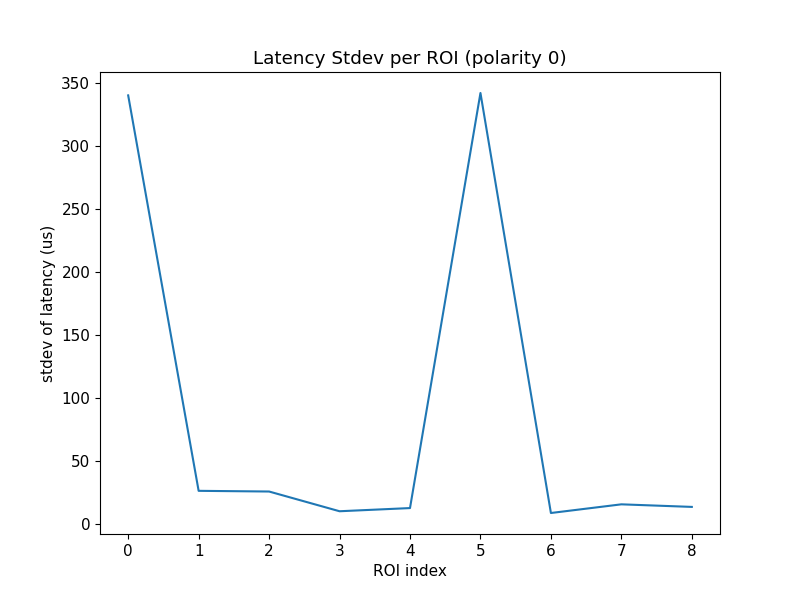 Latency Stdev per ROI (polarity 0)
350
300
250
200
150
100
50
0
stdev of latency (us)
0 1 2 3 4 5 6 7 8
ROI index